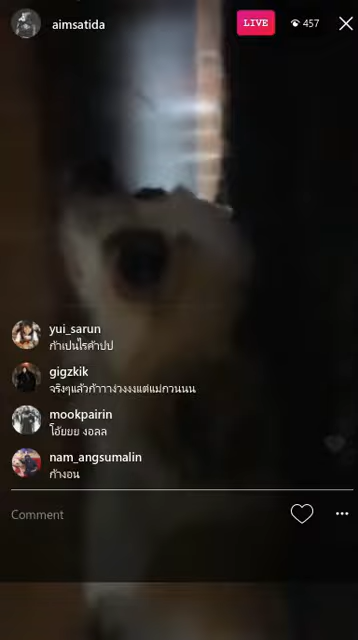 aimsatida
LIVE
457
yui_sarun
ก้าเปนไรค้าปป
gigzkik
จริงๆแล้วก้าาาง่วงงงแต่แม่กวนนน
mookpairin
โอ้ยยย งอลล
nam_angsumalin
ก้างอน
Comment